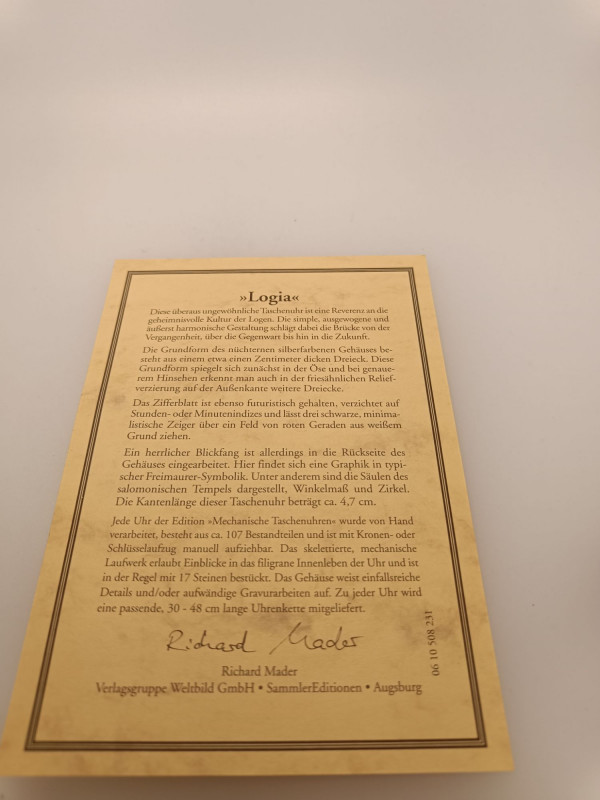 »Logia«
Diese überaus ungewöhnliche Taschenuhr ist eine Reverenz an die
geheimnisvolle Kultur der Logen. Die simple, ausgewogene und
äußerst harmonische Gestaltung schlägt dabei die Brücke von der
Vergangenheit, über die Gegenwart bis hin in die Zukunft.
Die Grundform des nüchternen silberfarbenen Gehäuses be-
steht aus einem etwa einen Zentimeter dicken Dreieck. Diese
Grundform spiegelt sich zunächst in der Öse und bei genaue-
rem Hinsehen erkennt man auch in der friesähnlichen Relief-
verzierung auf der Außenkante weitere Dreiecke.
Das Zifferblatt ist ebenso futuristisch gehalten, verzichtet auf
Stunden- oder Minutenindizes und lässt drei schwarze, minima-
listische Zeiger über ein Feld von roten Geraden aus weißem
Grund ziehen.
Ein herrlicher Blickfang ist allerdings in die Rückseite des
Gehäuses eingearbeitet. Hier findet sich eine Graphik in typi-
scher Freimaurer-Symbolik. Unter anderem sind die Säulen des
salomonischen Tempels dargestellt, Winkelmaß und Zirkel.
Die Kantenlänge dieser Taschenuhr beträgt ca. 4,7 cm.
Jede Uhr der Edition »Mechanische Taschenuhren« wurde von Hand
verarbeitet, besteht aus ca. 107 Bestandteilen und ist mit Kronen- oder
Schlüsselaufzug manuell aufziehbar. Das skelettierte, mechanische
Laufwerk erlaubt Einblicke in das filigrane Innenleben der Uhr und ist
in der Regel mit 17 Steinen bestückt. Das Gehäuse weist einfallsreiche
Details und/oder aufwändige Gravurarbeiten auf. Zu jeder Uhr wird
eine passende, 30 - 48 cm lange Uhrenkette mitgeliefert.
Richard Mader
Richard Mader
Verlagsgruppe Weltbild GmbH • SammlerEditionen • Augsburg
06 10 508 231